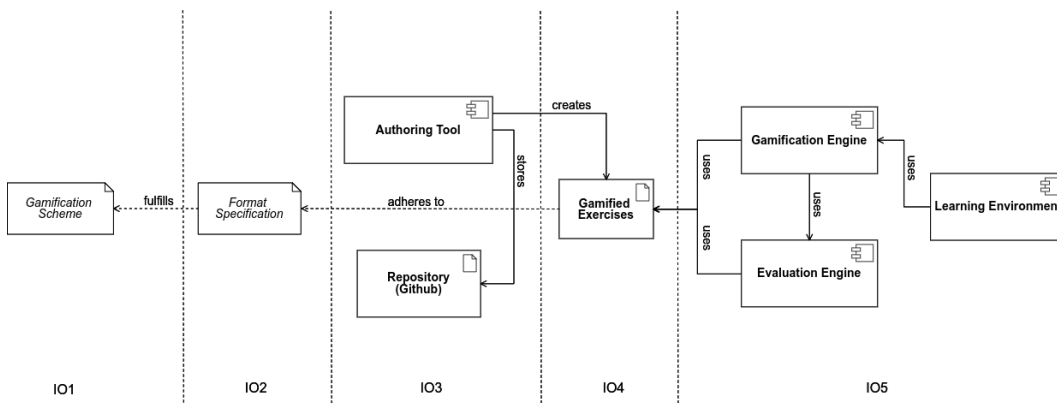 creates
Authoring Tool
stores
Gamification Engine
uses
uses
Gamification
Scheme
fulfills
Format
Specification
adheres to
Gamified
Exercises
uses
Learning Environment
uses
Repository
(Github)
Evaluation Engine
IO1
IO2
IO3
IO4
IO5